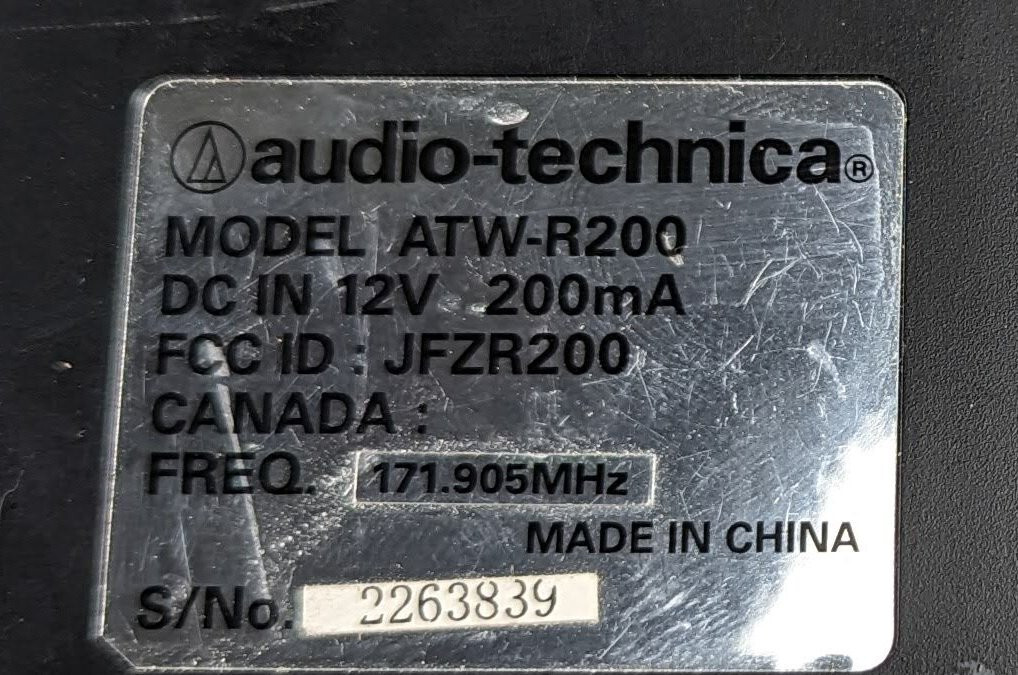 audio-technica®
MODEL ATW-R200
DC IN 12V 200mA
FCC ID : JFZR200
CANADA :
FREQ. 171.905MHz
MADE IN CHINA
S/No. 2263839